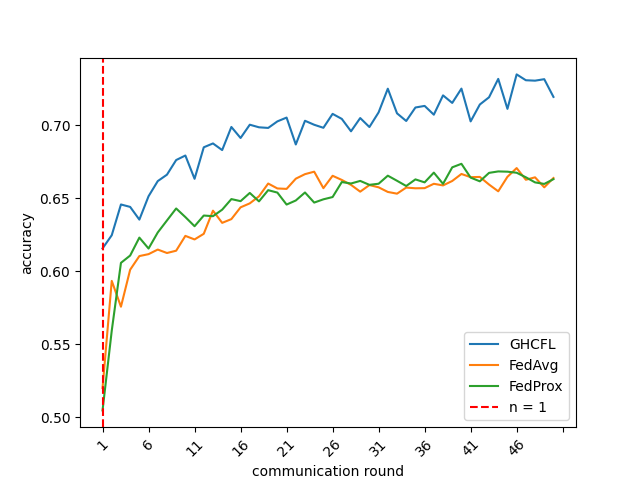 0.70
0.65
0.60
0.55
0.50
accuracy
GHCFL
FedAvg
FedProx
n = 1
1 6 11 16 21 26 31 36 41 46
communication round